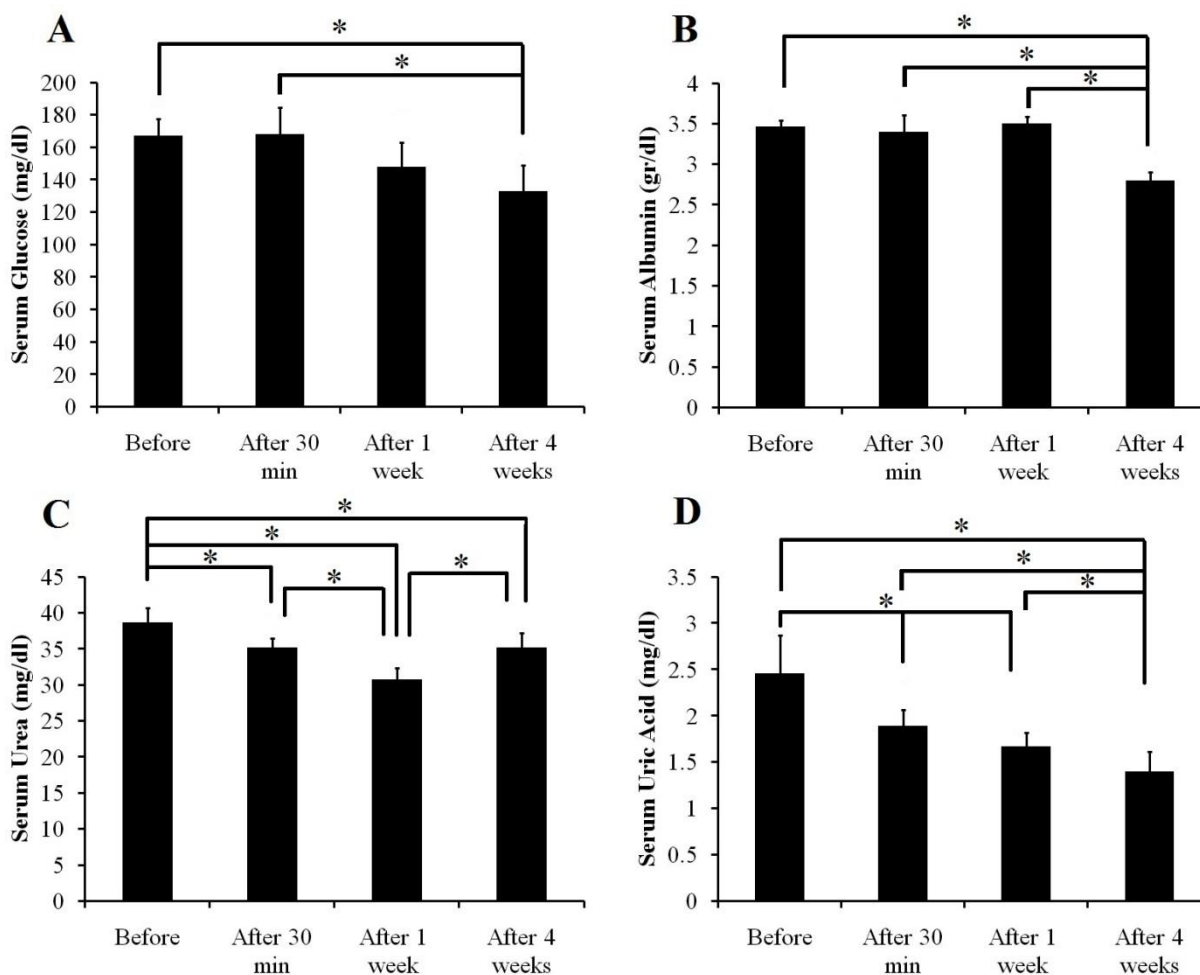 A
*
*
Serum Glucose (mg/dl)
200
180
160
140
120
100
80
60
40
20
0
Before
After 30
min
After 1
week
After 4
weeks
B
*
*
*
Serum Albumin (gr/dl)
4
3.5
3
2.5
2
1.5
1
0.5
0
Before
After 30
min
After 1
week
After 4
weeks
C
*
*
*
*
*
Serum Urea (mg/dl)
45
40
35
30
25
20
15
10
5
0
Before
After 30
min
After 1
week
After 4
weeks
D
*
*
*
*
Serum Uric Acid (mg/dl)
3.5
3
2.5
2
1.5
1
0.5
0
Before
After 30
min
After 1
week
After 4
weeks